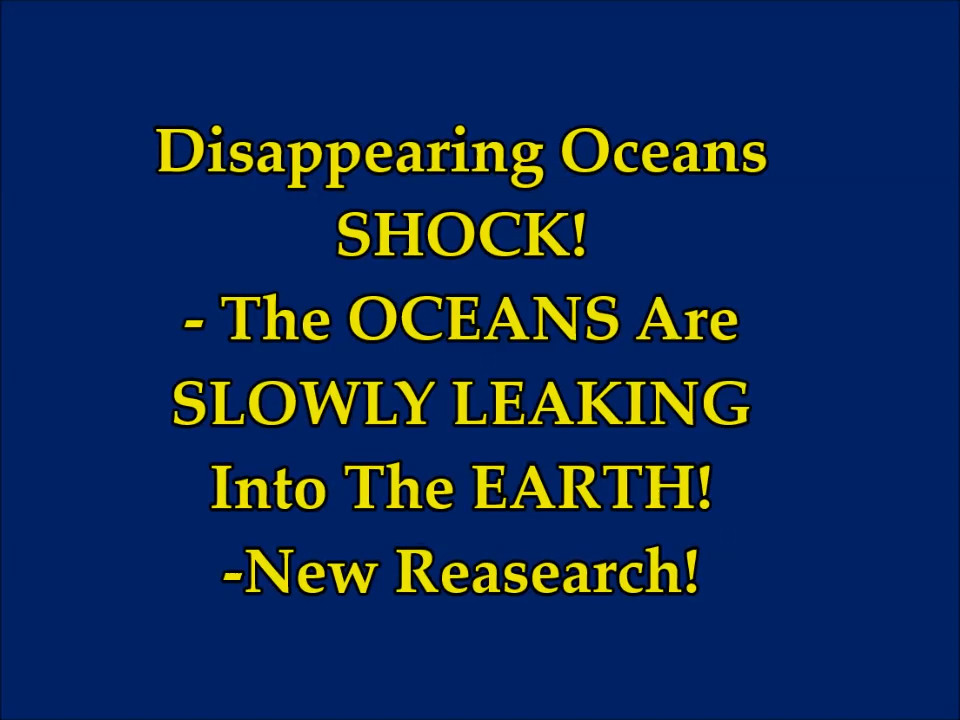 Disappearing Oceans
SHOCK!
- The OCEANS Are
SLOWLY LEAKING
Into The EARTH!
-New Reasearch!